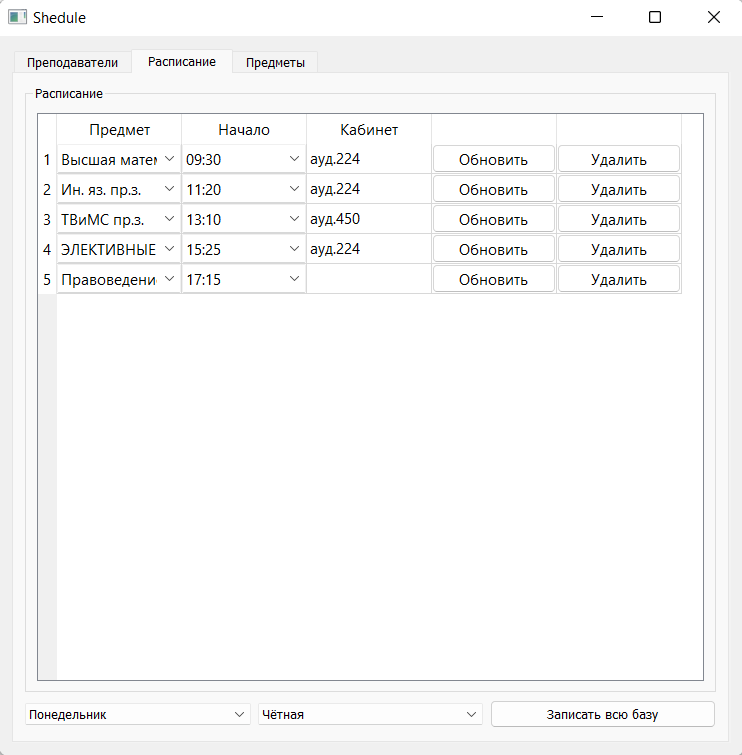 Shedule
Преподаватели Расписание Предметы
Расписание
Предмет Начало Кабинет
1 Высшая матем 09:30 ауд.224 Обновить Удалить
2 Ин. яз. пр.з. 11:20 ауд.224 Обновить Удалить
3 ТВиМС пр.з. 13:10 ауд.450 Обновить Удалить
4 ЭЛЕКТИВНЫЕ 15:25 ауд.224 Обновить Удалить
5 Правоведени 17:15 Обновить Удалить
Понедельник Чётная Записать всю базу